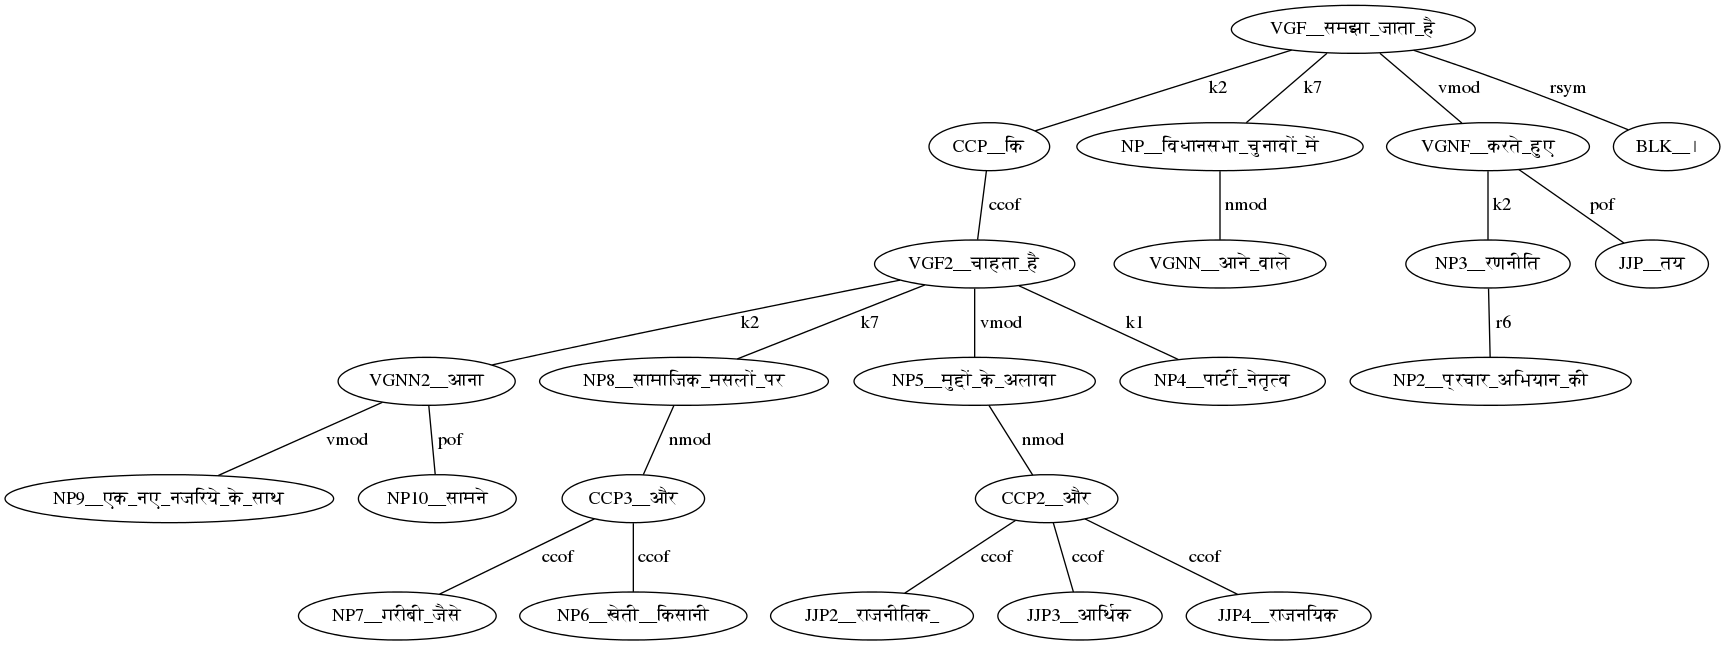 VGF__समझा_जाता_है
k2 k7 vmod rsym
CCP__कि NP__विधानसभा_चुनावों_में VGNF__करते_हुए BLK__।
ccof nmod k2 pof
VGF2__चाहता_है VGNN__आने_वाले NP3__रणनीति JJP__तय
k2 k7 vmod k1 r6
VGNN2__आना NP8__सामाजिक_मसलों_पर NP5__मुद्दों_के_अलावा NP4__पार्टी_नेतृत्व NP2__प्रचार_अभियान_की
vmod pof nmod nmod
NP9__एक_नए_नजरिये_के_साथ NP10__सामने CCP3__और CCP2__और
ccof ccof ccof ccof ccof
NP7__गरीबी_जैसे NP6__खेती__किसानी JJP2__राजनीतिक_ JJP3__आर्थिक JJP4__राजनयिक